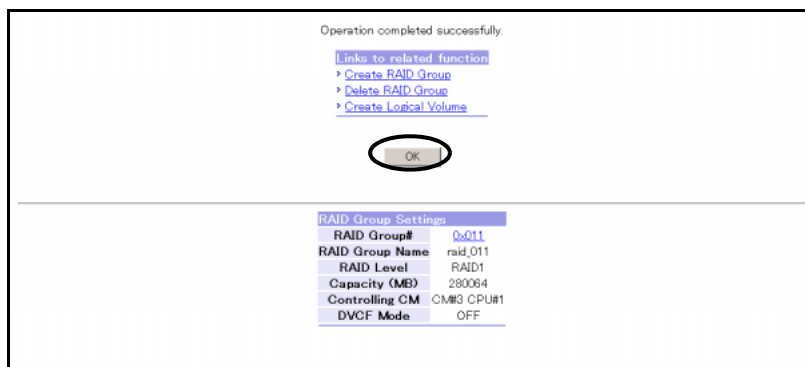 Operation completed successfully.
Links to related function
Create RAID Group
Delete RAID Group
Create Logical Volume
OK
RAID Group Settings
RAID Group# 0x011
RAID Group Name raid_011
RAID Level RAID1
Capacity (MB) 280064
Controlling CM CM#3 CPU#1
DVCF Mode OFF